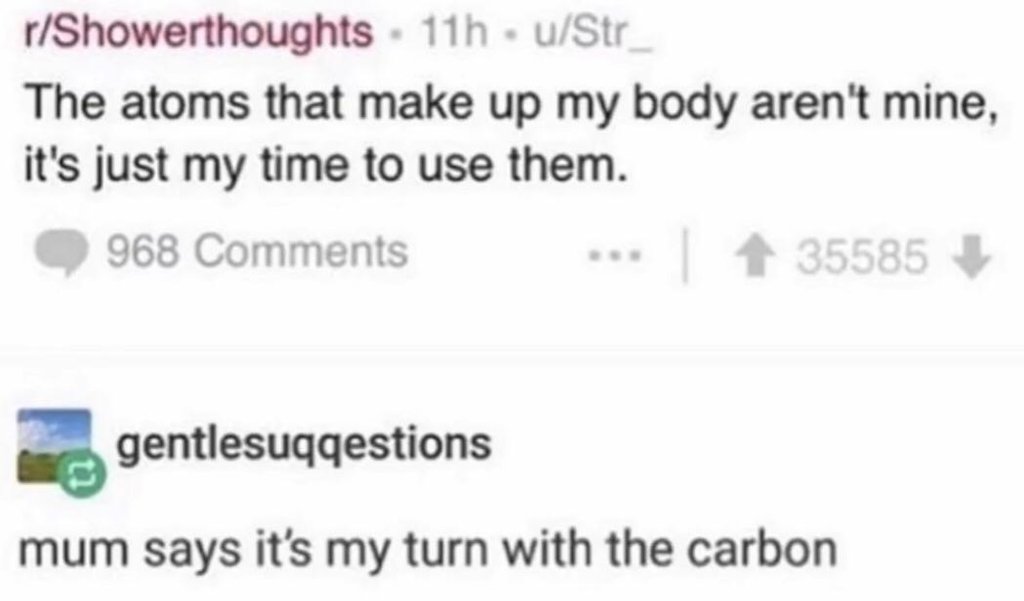 r/Showerthoughts • 11h • u/Str_
The atoms that make up my body aren't mine,
it's just my time to use them.
968 Comments ••• | 35585
gentlesuqqestions
mum says it's my turn with the carbon